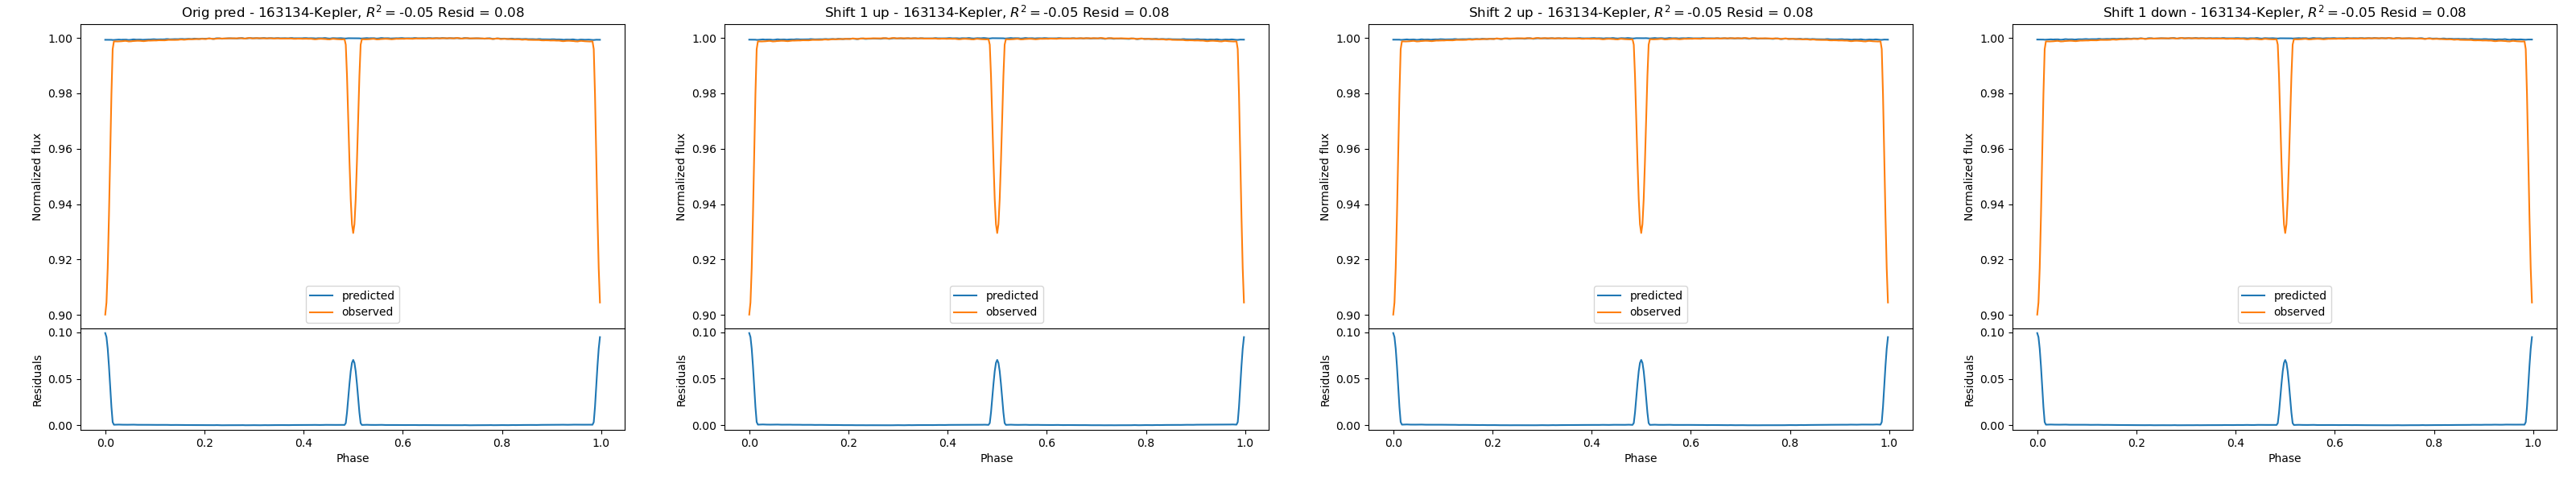 Orig pred - 163134-Kepler, R² = -0.05 Resid = 0.08
1.00
0.98
0.96
0.94
0.92
0.90
Normalized flux
predicted
observed
0.10
0.05
0.00
Residuals
0.0 0.2 0.4 0.6 0.8 1.0
Phase
Shift 1 up - 163134-Kepler, R² = -0.05 Resid = 0.08
1.00
0.98
0.96
0.94
0.92
0.90
Normalized flux
predicted
observed
0.10
0.05
0.00
Residuals
0.0 0.2 0.4 0.6 0.8 1.0
Phase
Shift 2 up - 163134-Kepler, R² = -0.05 Resid = 0.08
1.00
0.98
0.96
0.94
0.92
0.90
Normalized flux
predicted
observed
0.10
0.05
0.00
Residuals
0.0 0.2 0.4 0.6 0.8 1.0
Phase
Shift 1 down - 163134-Kepler, R² = -0.05 Resid = 0.08
1.00
0.98
0.96
0.94
0.92
0.90
Normalized flux
predicted
observed
0.10
0.05
0.00
Residuals
0.0 0.2 0.4 0.6 0.8 1.0
Phase